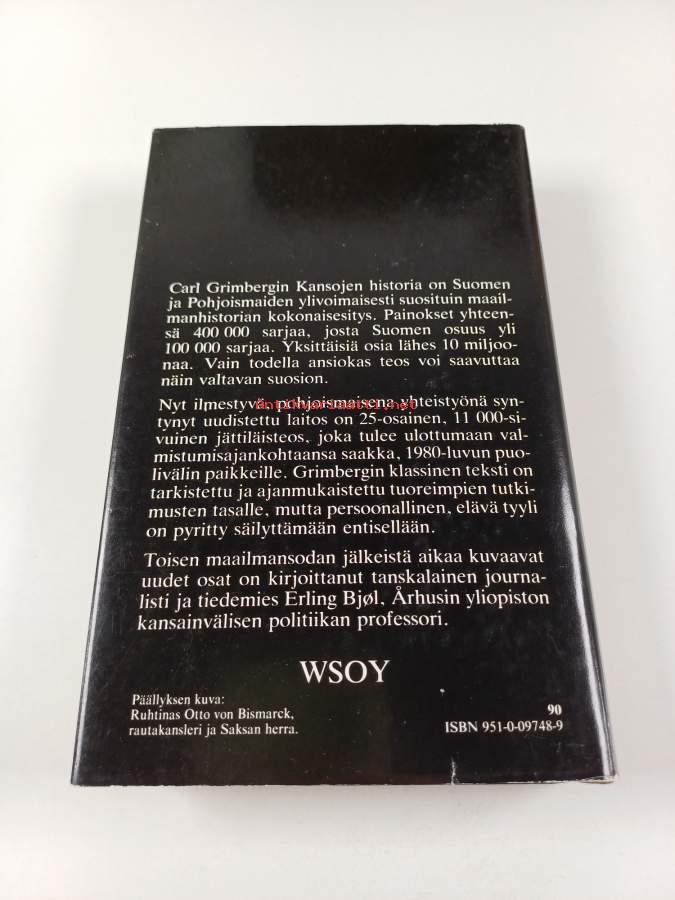 Carl Grimbergin Kansojen historia on Suomen
ja Pohjoismaiden ylivoimaisesti suosituin maail-
manhistorian kokonaisesitys. Painokset yhteen-
sä 400 000 sarjaa, josta Suomen osuus yli
100 000 sarjaa. Yksittäisiä osia lähes 10 miljoo-
naa. Vain todella ansiokas teos voi saavuttaa
näin valtavan suosion.
Nyt ilmestyvä, pohjoismaisena yhteistyönä syn-
antikvariaatti.net
tynyt uudistettu laitos on 25-osainen, 11 000-si-
vuinen jättiläisteos, joka tulee ulottumaan val-
mistumisajankohtaansa saakka, 1980-luvun puo-
livälin paikkeille. Grimbergin klassinen teksti on
tarkistettu ja ajanmukaistettu tuoreimpien tutki-
musten tasalle, mutta persoonallinen, elävä tyyli
on pyritty säilyttämään entisellään.
Toisen maailmansodan jälkeistä aikaa kuvaavat
uudet osat on kirjoittanut tanskalainen journa-
listi ja tiedemies Erling Bjøl, Århusin yliopiston
kansainvälisen politiikan professori.
WSOY
Päällyksen kuva:
Ruhtinas Otto von Bismarck,
rautakansleri ja Saksan herra.
90
ISBN 951-0-09748-9